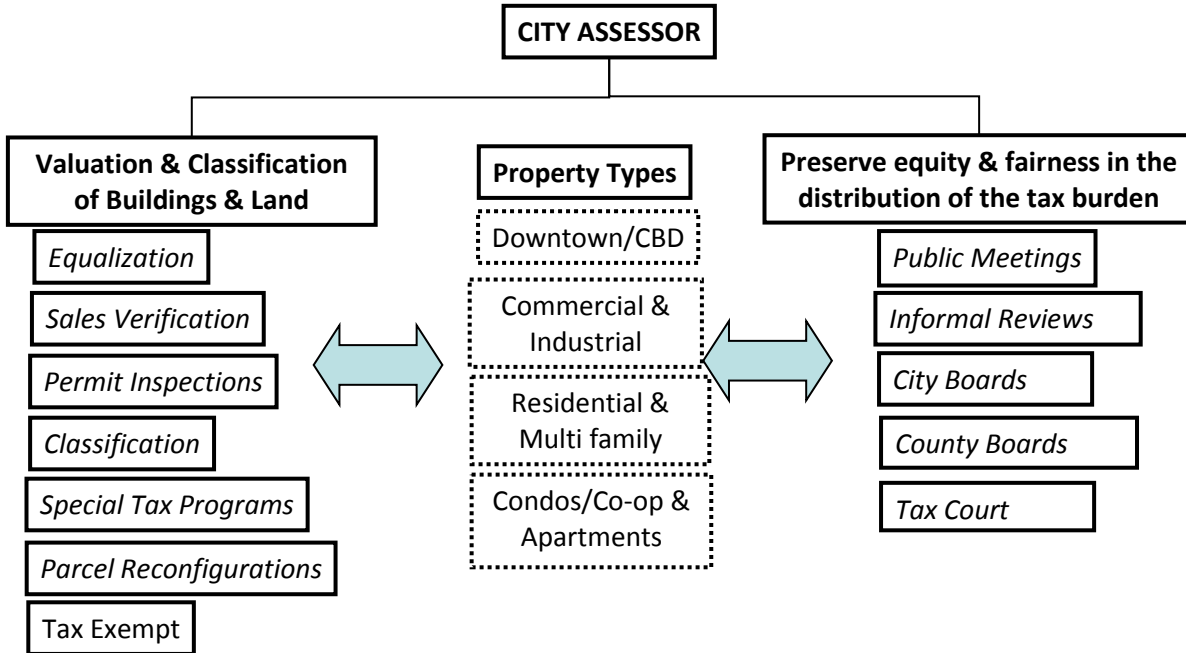 CITY ASSESSOR
Valuation & Classification
of Buildings & Land
Equalization
Sales Verification
Permit Inspections
Classification
Special Tax Programs
Parcel Reconfigurations
Tax Exempt
Property Types
Downtown/CBD
Commercial &
Industrial
Residential &
Multi family
Condos/Co-op &
Apartments
Preserve equity & fairness in the
distribution of the tax burden
Public Meetings
Informal Reviews
City Boards
County Boards
Tax Court